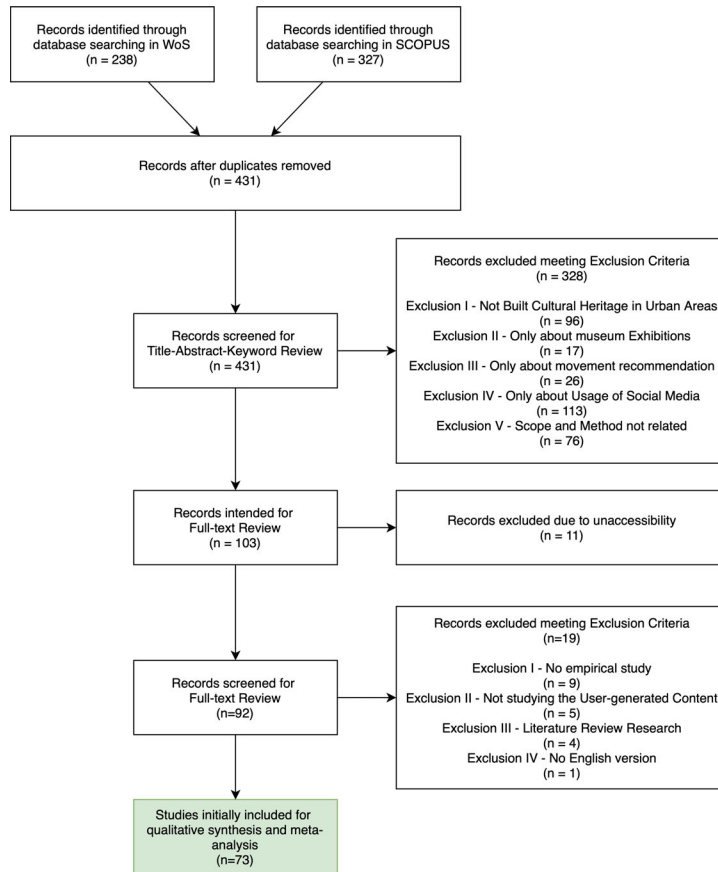 Records identified through
database searching in WoS
(n = 238)
Records identified through
database searching in SCOPUS
(n = 327)
Records after duplicates removed
(n = 431)
Records excluded meeting Exclusion Criteria
(n = 328)
Exclusion I - Not Built Cultural Heritage in Urban Areas
(n = 96)
Exclusion II - Only about museum Exhibitions
(n = 17)
Exclusion III - Only about movement recommendation
(n = 26)
Exclusion IV - Only about Usage of Social Media
(n = 113)
Exclusion V - Scope and Method not related
(n = 76)
Records screened for
Title-Abstract-Keyword Review
(n = 431)
Records intended for
Full-text Review
(n = 103)
Records excluded due to unaccessibility
(n = 11)
Records excluded meeting Exclusion Criteria
(n=19)
Exclusion I - No empirical study
(n = 9)
Exclusion II - Not studying the User-generated Content
(n = 5)
Exclusion III - Literature Review Research
(n = 4)
Exclusion IV - No English version
(n = 1)
Records screened for
Full-text Review
(n=92)
Studies initially included for
qualitative synthesis and meta-
analysis
(n=73)